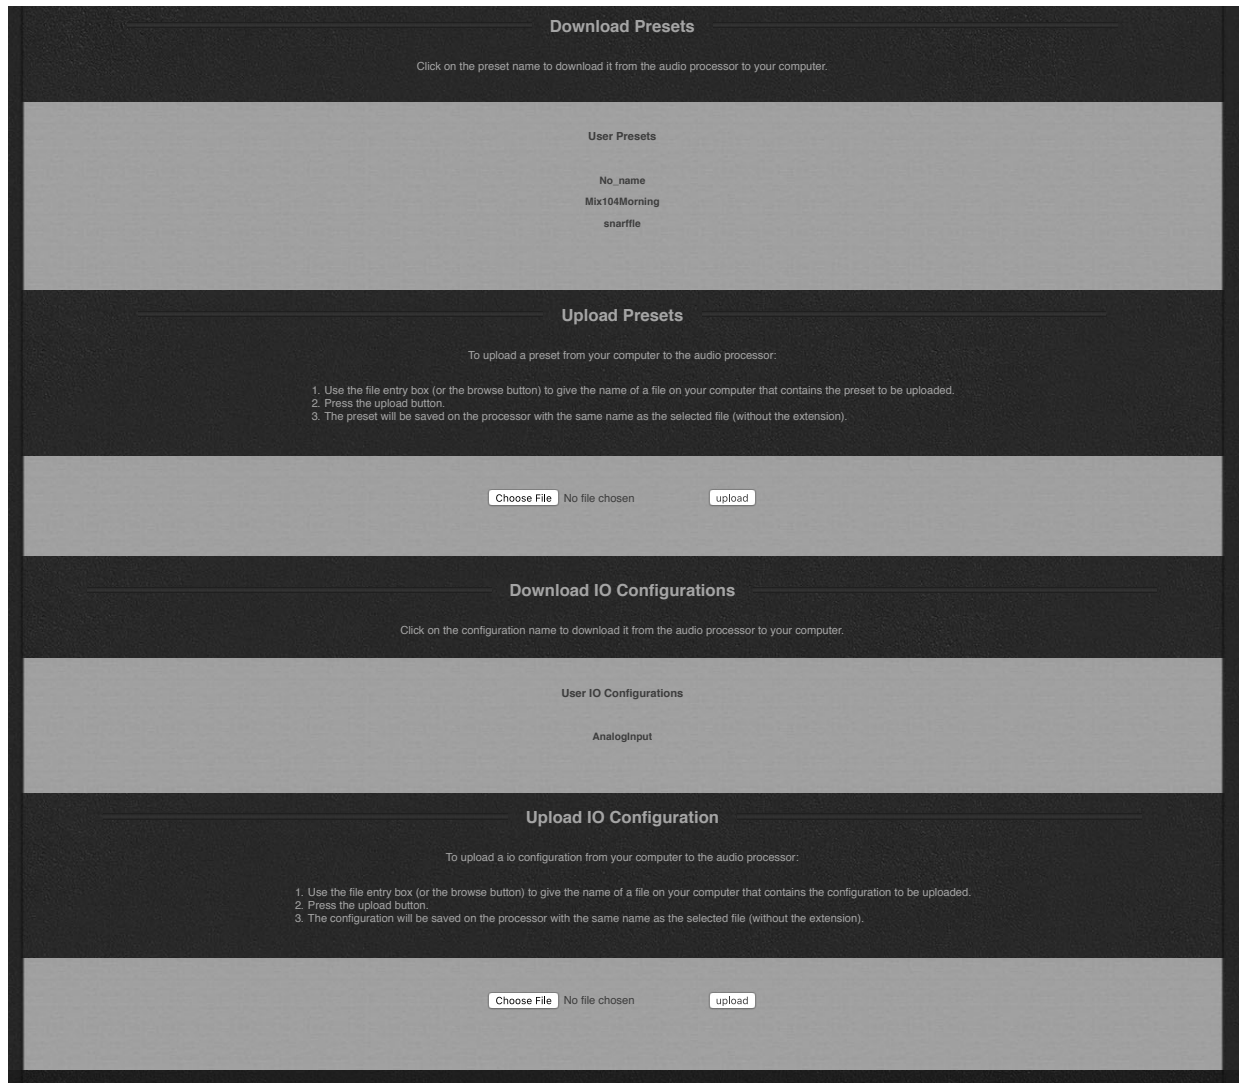 Download Presets
Click on the preset name to download it from the audio processor to your computer.
User Presets
No_name
Mix104Morning
snarffle
Upload Presets
To upload a preset from your computer to the audio processor:
1. Use the file entry box (or the browse button) to give the name of a file on your computer that contains the preset to be uploaded.
2. Press the upload button.
3. The preset will be saved on the processor with the same name as the selected file (without the extension).
Choose File No file chosen upload
Download IO Configurations
Click on the configuration name to download it from the audio processor to your computer.
User IO Configurations
AnalogInput
Upload IO Configuration
To upload a io configuration from your computer to the audio processor:
1. Use the file entry box (or the browse button) to give the name of a file on your computer that contains the configuration to be uploaded.
2. Press the upload button.
3. The configuration will be saved on the processor with the same name as the selected file (without the extension).
Choose File No file chosen upload